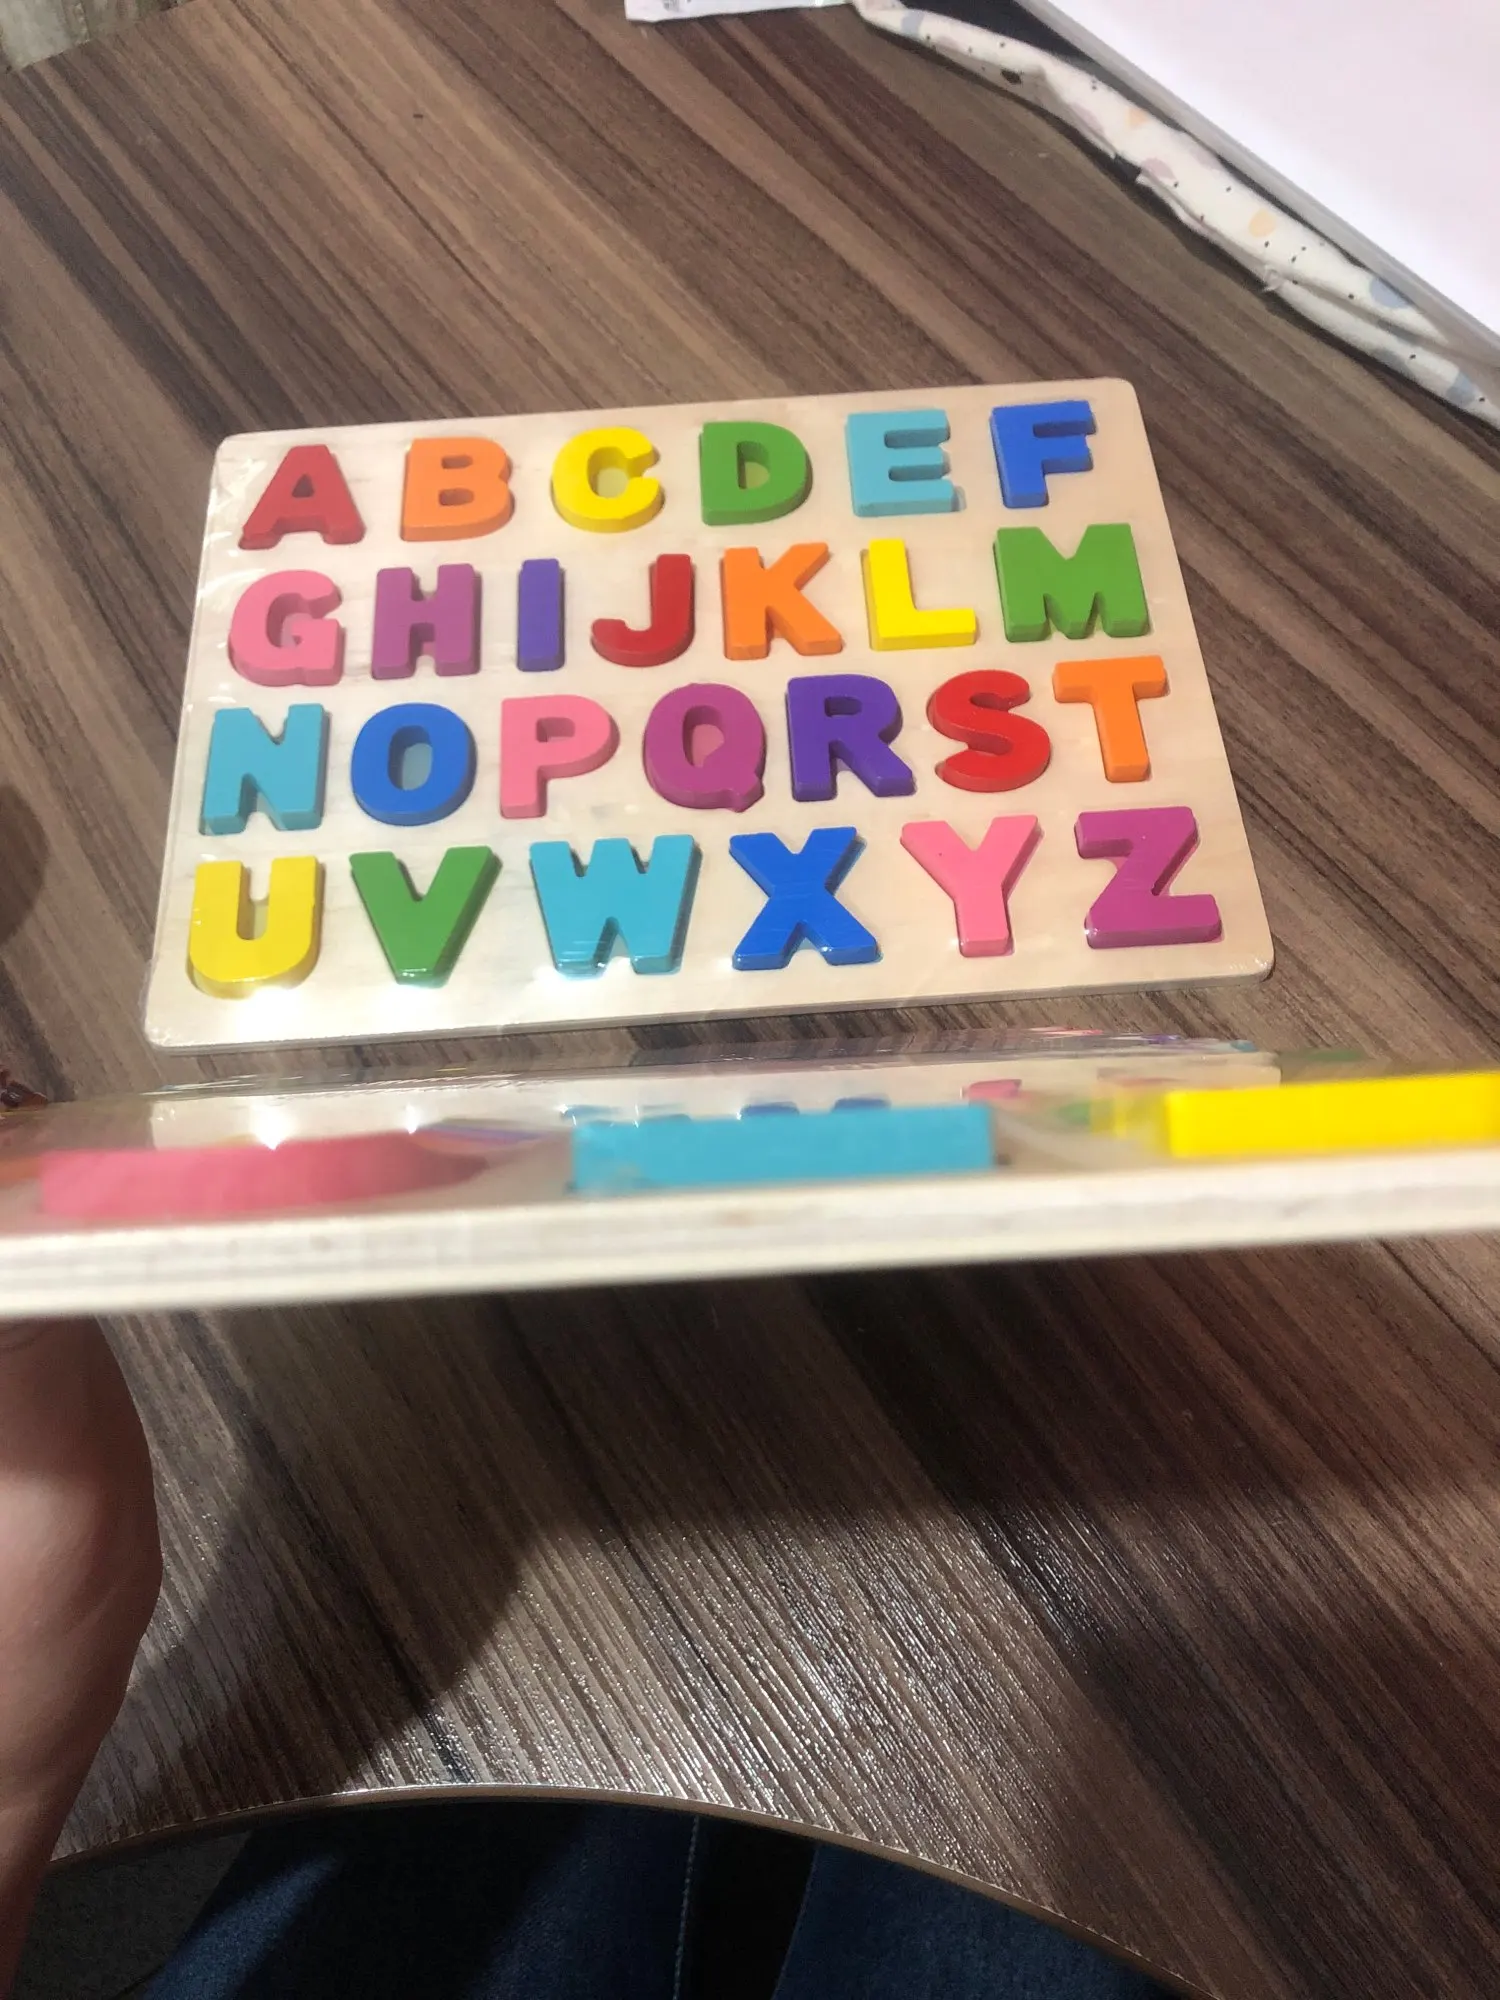 ABCDEF
GHIJKLM
NOPQRST
UVWXYZ